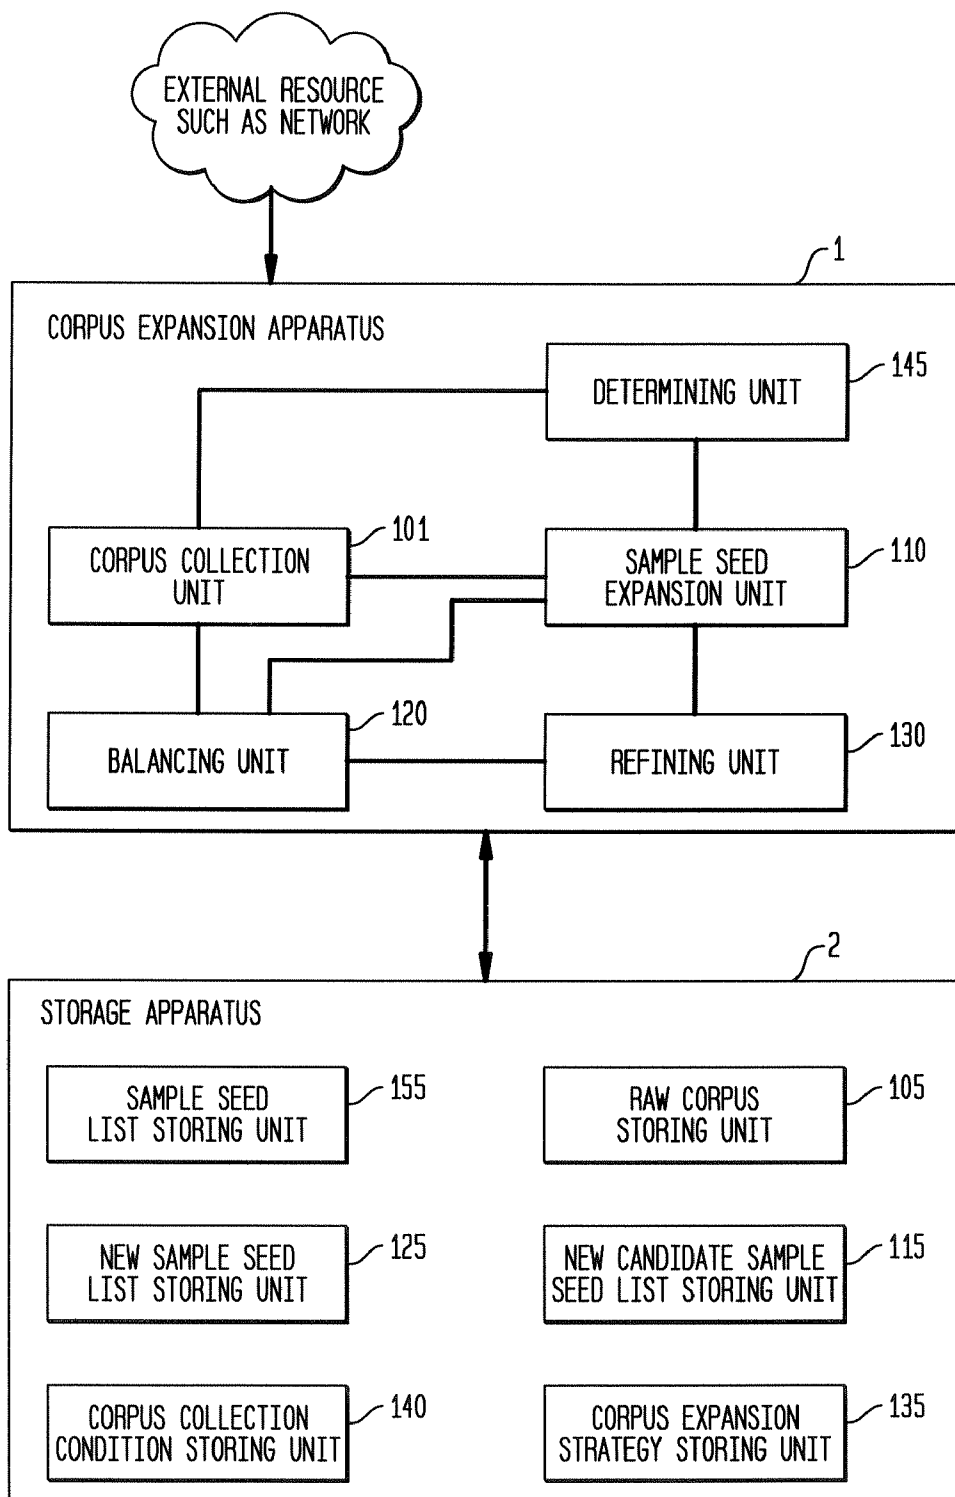 EXTERNAL RESOURCE
SUCH AS NETWORK
1
CORPUS EXPANSION APPARATUS
DETERMINING UNIT
145
CORPUS COLLECTION
UNIT
101
SAMPLE SEED
EXPANSION UNIT
110
BALANCING UNIT
120
REFINING UNIT
130
2
STORAGE APPARATUS
SAMPLE SEED
LIST STORING UNIT
155
RAW CORPUS
STORING UNIT
105
NEW SAMPLE SEED
LIST STORING UNIT
125
NEW CANDIDATE SAMPLE
SEED LIST STORING UNIT
115
CORPUS COLLECTION
CONDITION STORING UNIT
140
CORPUS EXPANSION
STRATEGY STORING UNIT
135